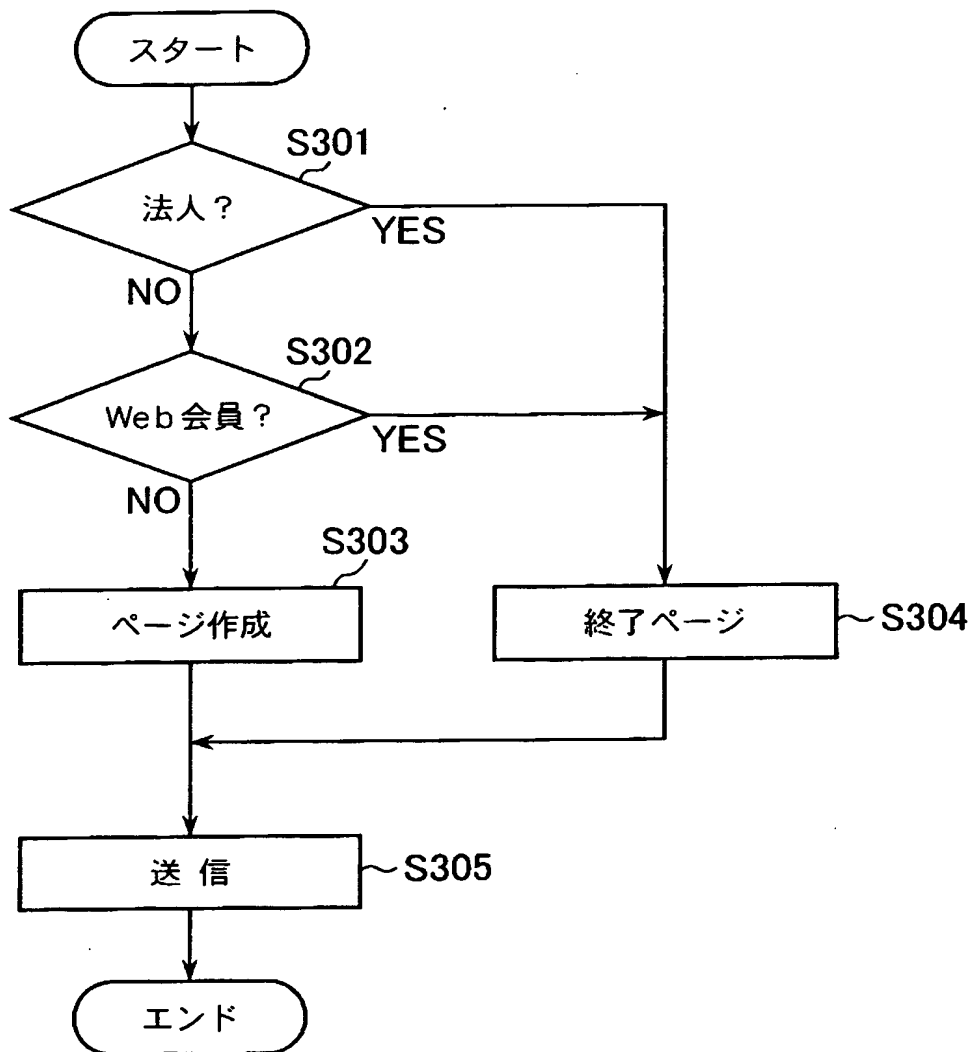 スタート
S301
法人?
YES
NO
S302
Web会員?
YES
NO
S303
ページ作成
終了ページ
S304
送信
S305
エンド